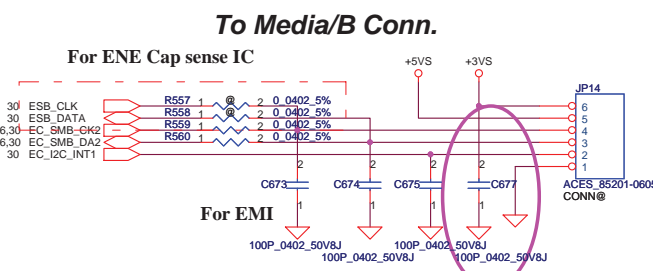 To Media/B Conn.
For ENE Cap sense IC
+5VS +3VS
JP14
30 ESB_CLK R557 1 @ 2 0_0402_5% 6
30 ESB_DATA R558 1 @ 2 0_0402_5% 5
6,30 EC_SMB_CK2 R559 1 2 0_0402_5% 4
6,30 EC_SMB_DA2 R560 1 2 0_0402_5% 3
30 EC_I2C_INT1 2
1
2 2 2 2
C673 C674 C675 C677
ACES_85201-0605
CONN@
1 1 1 1
For EMI
100P_0402_50V8J 100P_0402_50V8J
100P_0402_50V8J 100P_0402_50V8J